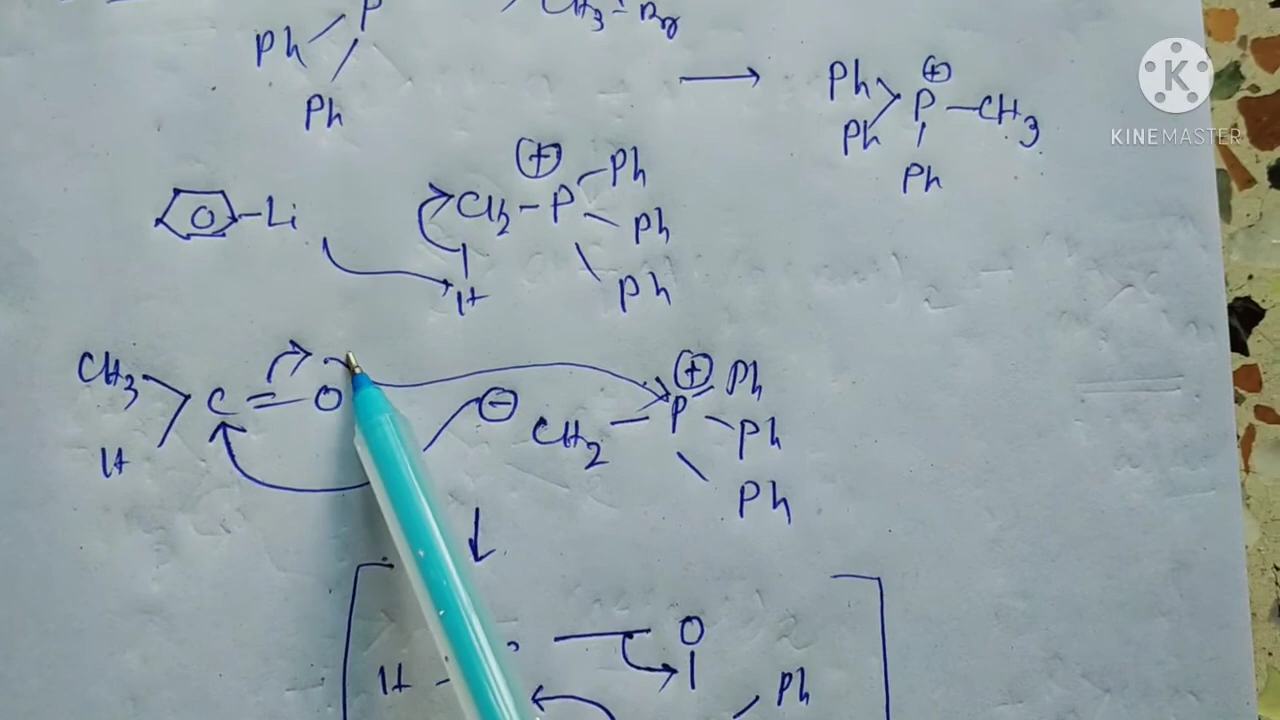 P CH3 - Br
Ph
Ph
K
KINEMASTER
Ph ⊕
P - CH3
Ph
Ph
⊕
- Li CH2 - P Ph
Ph
H Ph
CH3 C = O ⊖ CH2 - P ⊕ Ph
H Ph
Ph
O
H Ph